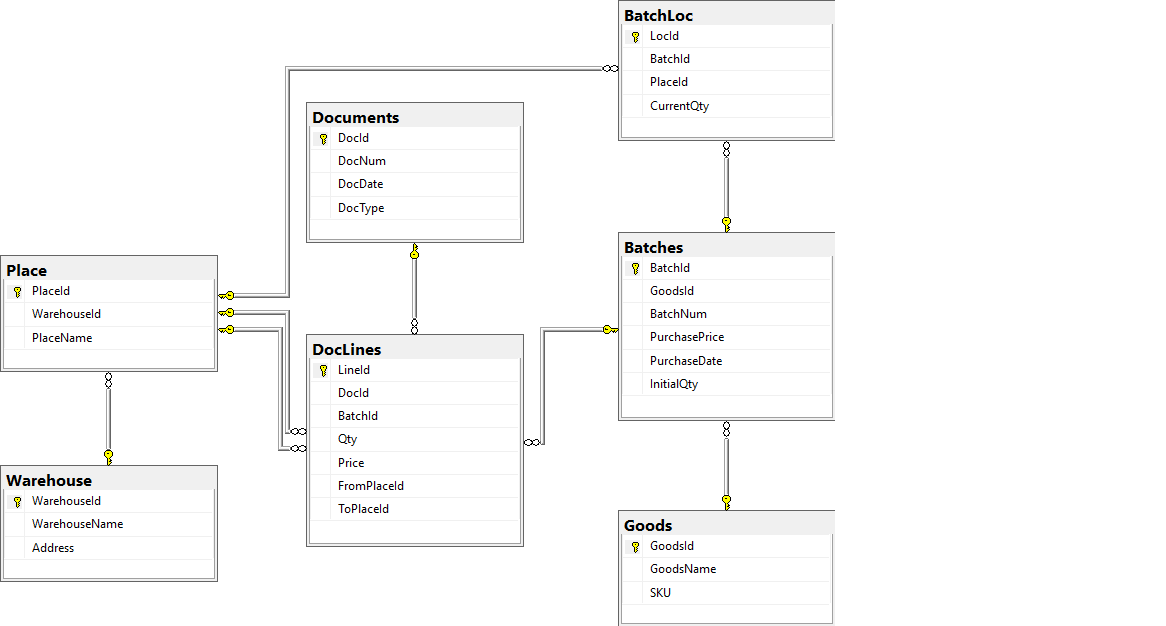 BatchLoc
LocId
BatchId
PlaceId
CurrentQty
Documents
DocId
DocNum
DocDate
DocType
Batches
BatchId
GoodsId
BatchNum
PurchasePrice
PurchaseDate
InitialQty
Place
PlaceId
WarehouseId
PlaceName
DocLines
LineId
DocId
BatchId
Qty
Price
FromPlaceId
ToPlaceId
Warehouse
WarehouseId
WarehouseName
Address
Goods
GoodsId
GoodsName
SKU